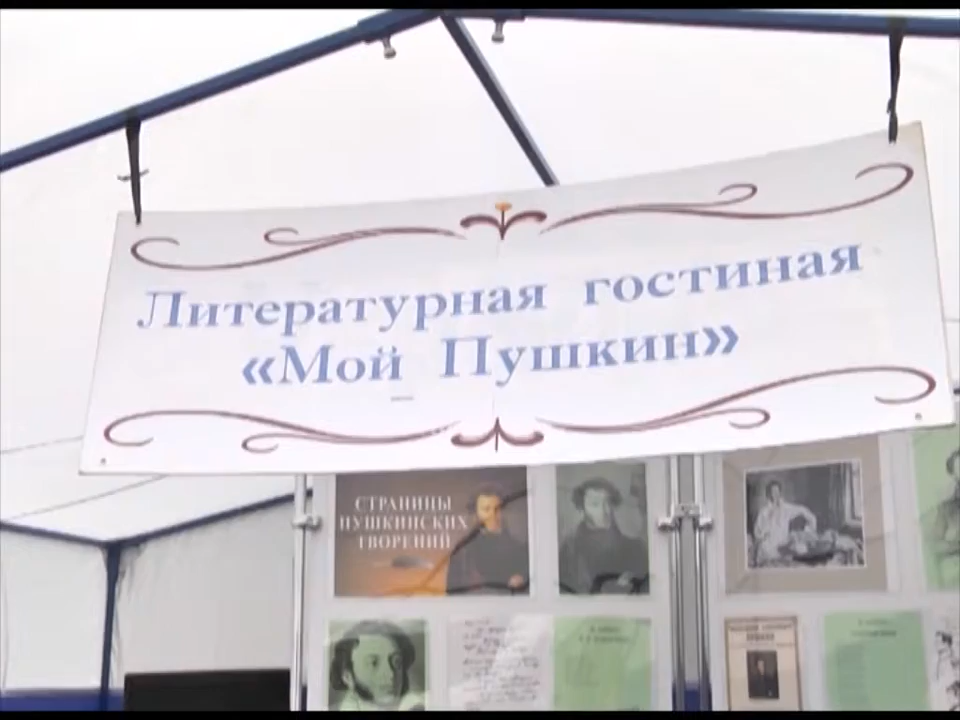 Литературная гостиная
«Мой Пушкин»
СТРАНИЦЫ
ПУШКИНСКИХ
ТВОРЕНИЙ